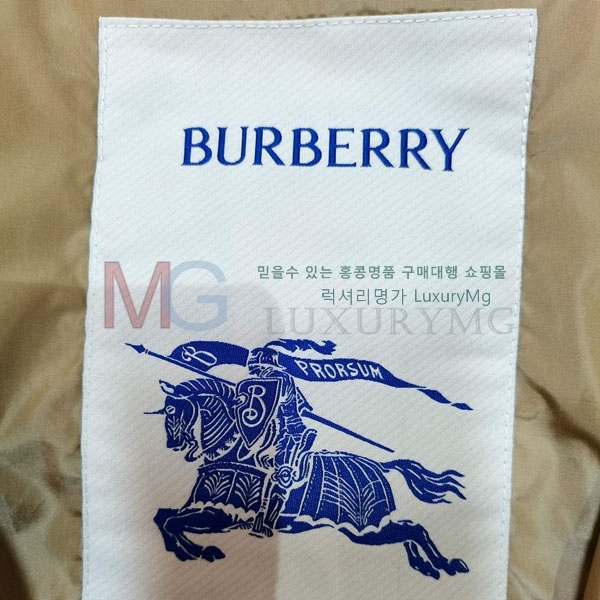 BURBERRY
믿을수 있는 홍콩명품 구매대행 쇼핑몰
MG
럭셔리명가 LuxuryMg
LUXURYMG
B PRORSUM
B